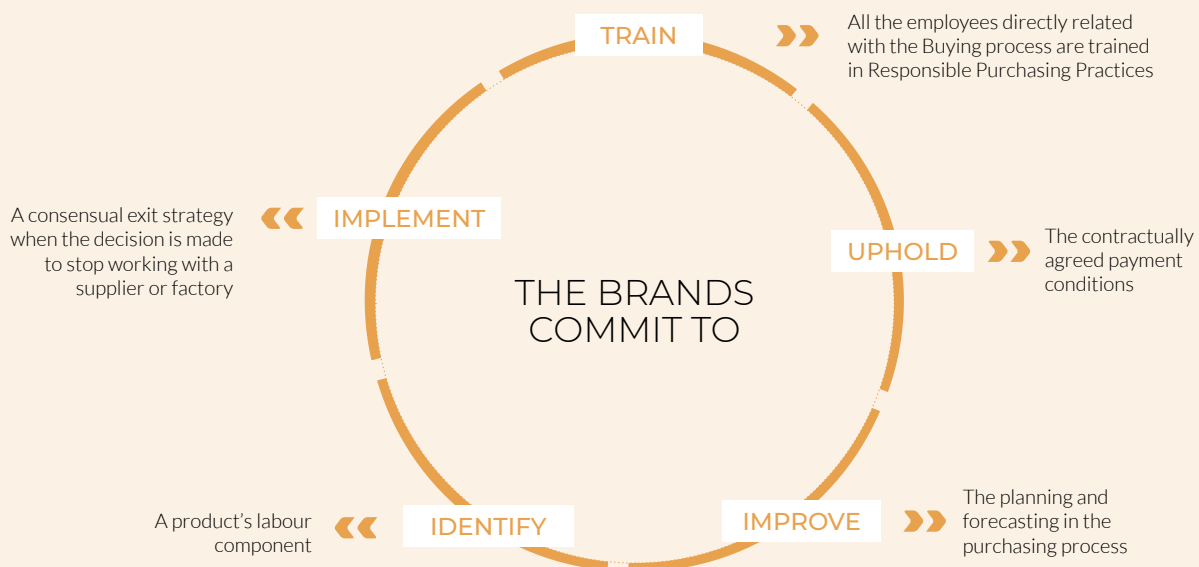 TRAIN
All the employees directly related
with the Buying process are trained
in Responsible Purchasing Practices
IMPLEMENT
A consensual exit strategy
when the decision is made
to stop working with a
supplier or factory
UPHOLD
The contractually
agreed payment
conditions
THE BRANDS
COMMIT TO
IDENTIFY
A product’s labour
component
IMPROVE
The planning and
forecasting in the
purchasing process